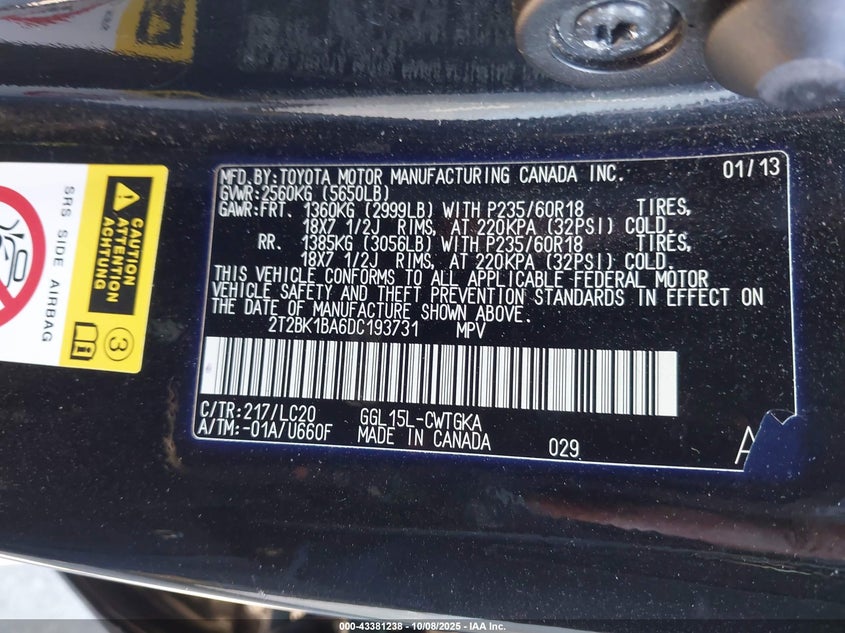 MFD.BY:TOYOTA MOTOR MANUFACTURING CANADA INC. 01/13
GVWR:2560KG (5650LB)
GAWR:FRT. 1360KG (2999LB) WITH P235/60R18 TIRES,
18X7 1/2J RIMS, AT 220KPA (32PSI) COLD.
RR. 1385KG (3056LB) WITH P235/60R18 TIRES,
18X7 1/2J RIMS, AT 220KPA (32PSI) COLD.
THIS VEHICLE CONFORMS TO ALL APPLICABLE FEDERAL MOTOR
VEHICLE SAFETY AND THEFT PREVENTION STANDARDS IN EFFECT ON
THE DATE OF MANUFACTURE SHOWN ABOVE.
2T2BK1BA6DC193731 MPV
C/TR:217/LC20 GGL15L-CWTGKA
A/TM:-01A/U660F MADE IN CANADA 029 A
CAUTION
ATTENTION
ACHTUNG
SRS SIDE AIRBAG
3
000-43381238 - 10/08/2025 - IAA Inc.